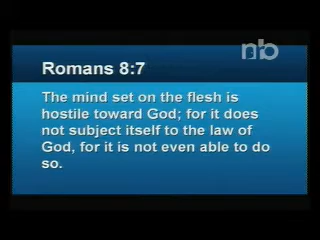 nb
Romans 8:7
The mind set on the flesh is
hostile toward God; for it does
not subject itself to the law of
God, for it is not even able to do
so.